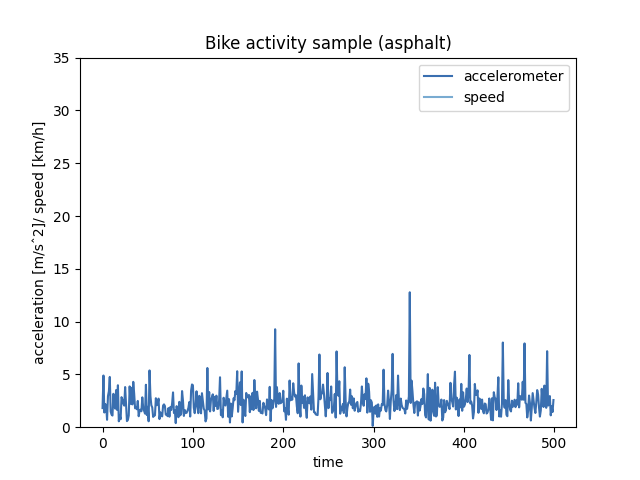 Bike activity sample (asphalt)
35
30
25
20
15
10
5
0
acceleration [m/s^2]/ speed [km/h]
accelerometer
speed
0 100 200 300 400 500
time